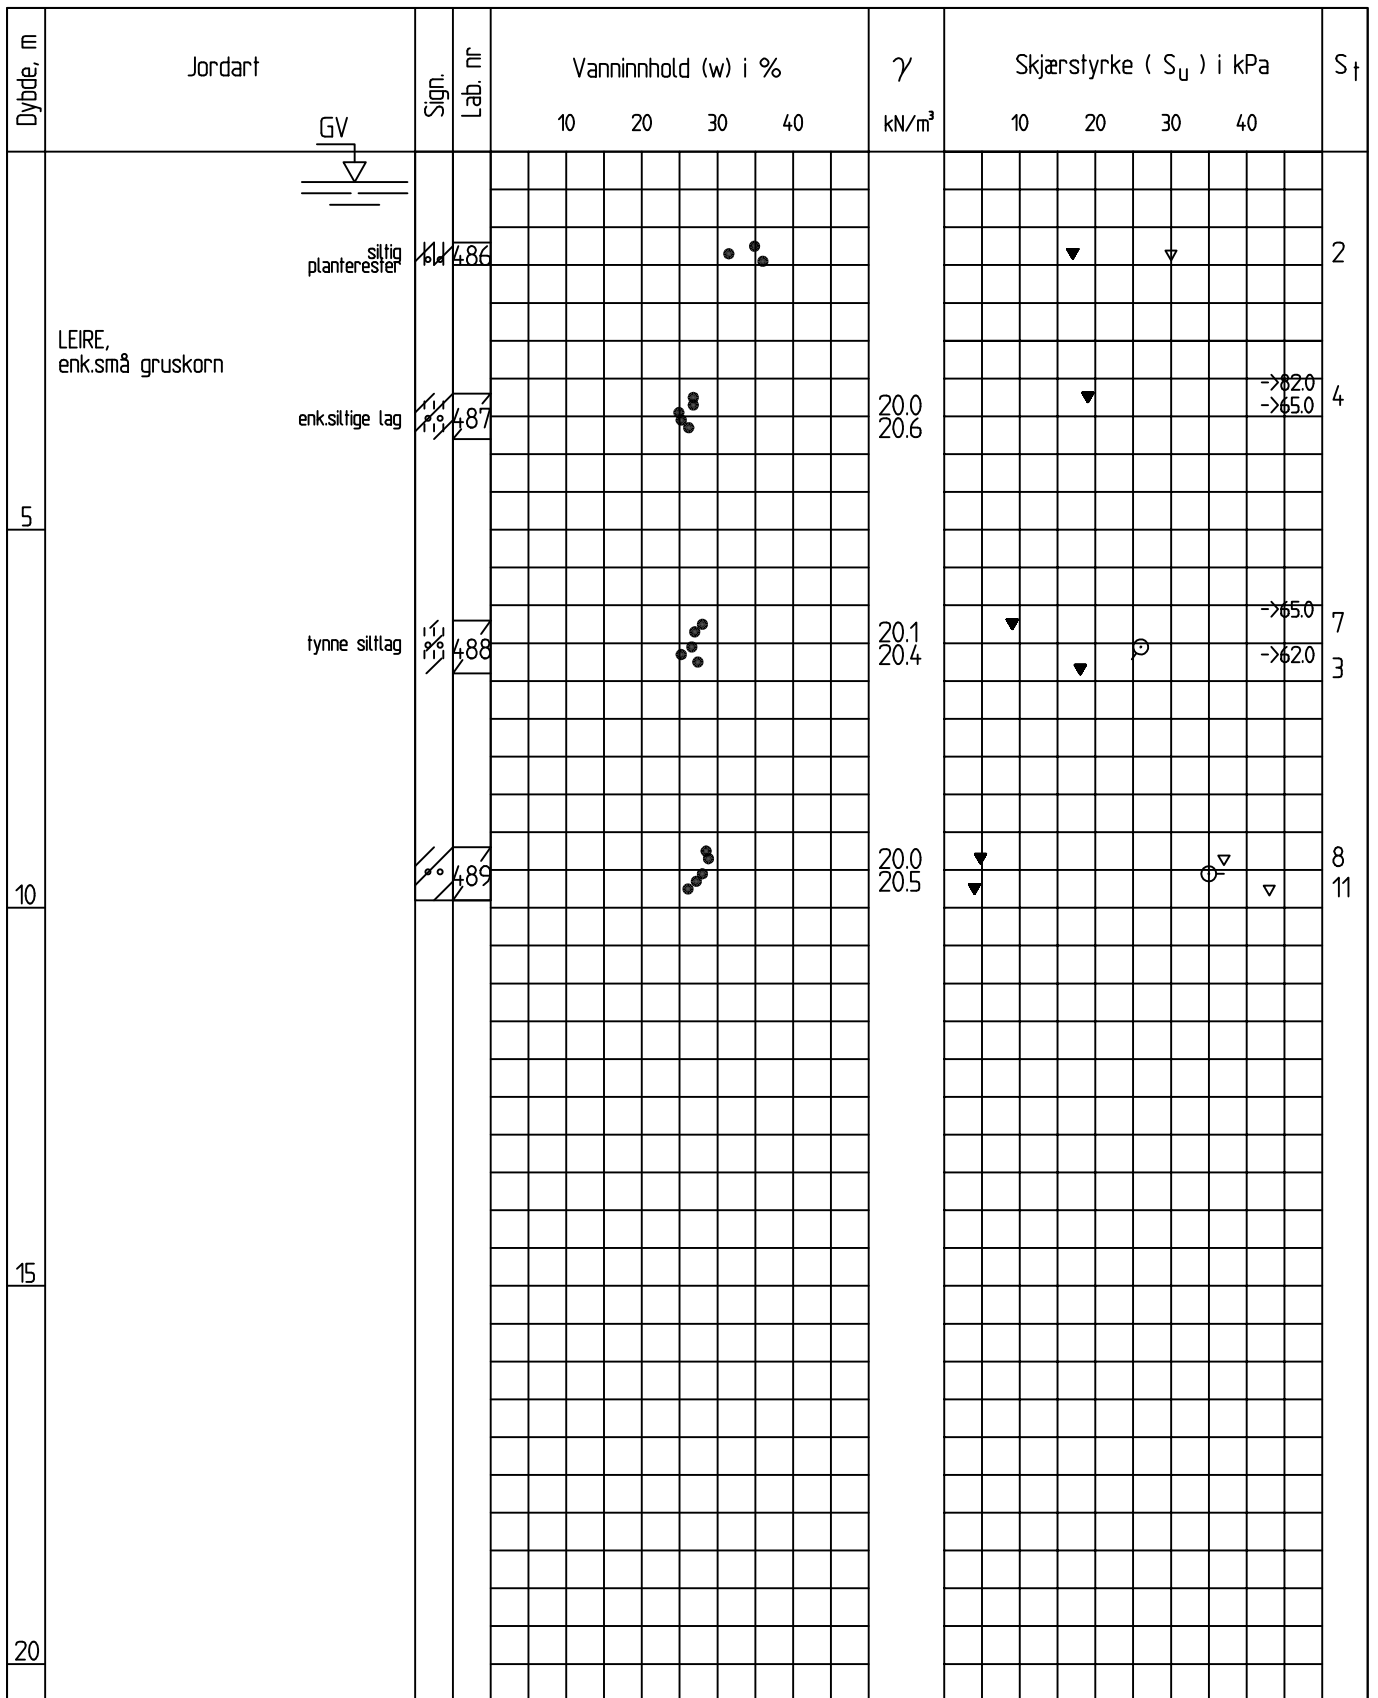 Dybde, m
Jordart
Sign.
Lab. nr
Vanninnhold (w) i %
γ
Skjærstyrke ( Su ) i kPa
St
GV
10 20 30 40
kN/m³
10 20 30 40
siltig
planterester
486
2
LEIRE,
enk.små gruskorn
->82.0
->65.0
4
enk.siltige lag
487
20.0
20.6
5
->65.0
7
tynne siltlag
488
20.1
20.4
->62.0
3
489
20.0
20.5
8
11
10
15
20